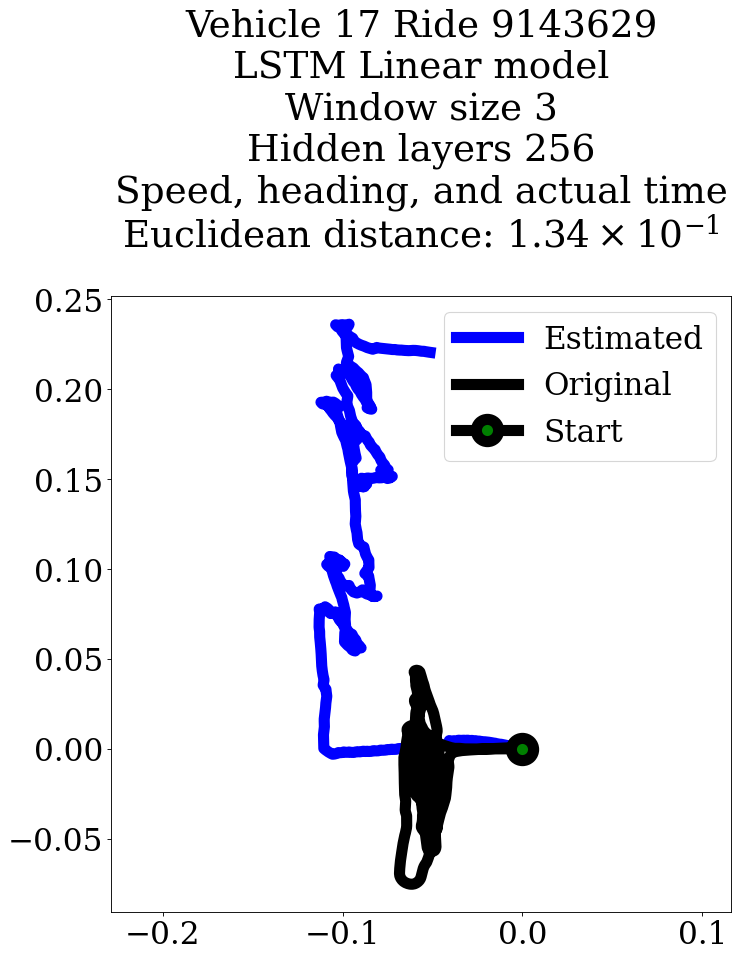 Vehicle 17 Ride 9143629
LSTM Linear model
Window size 3
Hidden layers 256
Speed, heading, and actual time
Euclidean distance: 1.34 × 10⁻¹
Estimated
Original
Start
0.25
0.20
0.15
0.10
0.05
0.00
−0.05
−0.2 −0.1 0.0 0.1